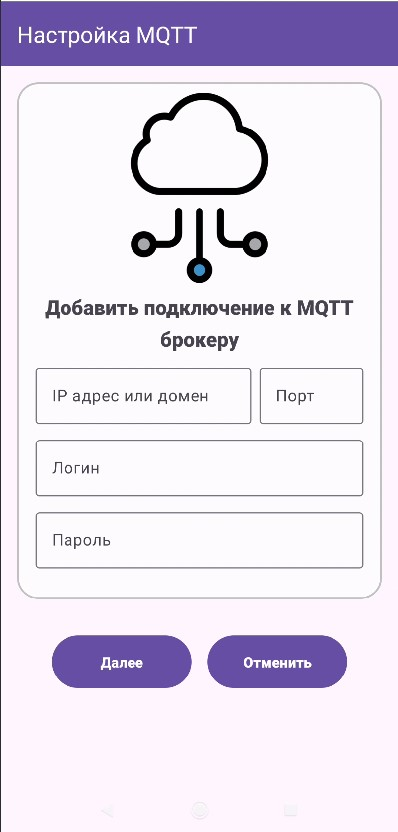 Настройка MQTT
Добавить подключение к MQTT
брокеру
IP адрес или домен
Порт
Логин
Пароль
Далее
Отменить